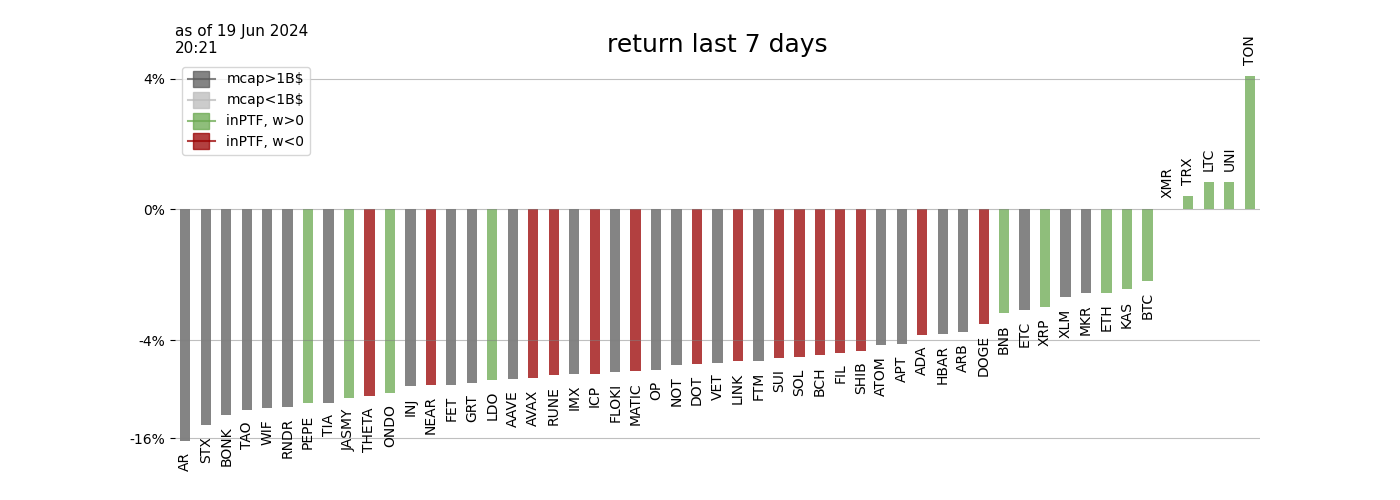 as of 19 Jun 2024
20:21
return last 7 days
mcap>1B$
mcap<1B$
inPTF, w>0
inPTF, w<0
4%
0%
-4%
-16%
AR
STX
BONK
TAO
WIF
RNDR
PEPE
TIA
JASMY
THETA
ONDO
INJ
NEAR
FET
GRT
LDO
AAVE
AVAX
RUNE
IMX
ICP
FLOKI
MATIC
OP
NOT
DOT
VET
LINK
FTM
SUI
SOL
BCH
FIL
SHIB
ATOM
APT
ADA
HBAR
ARB
DOGE
BNB
ETC
XRP
XLM
MKR
ETH
KAS
BTC
XMR
TRX
LTC
UNI
TON